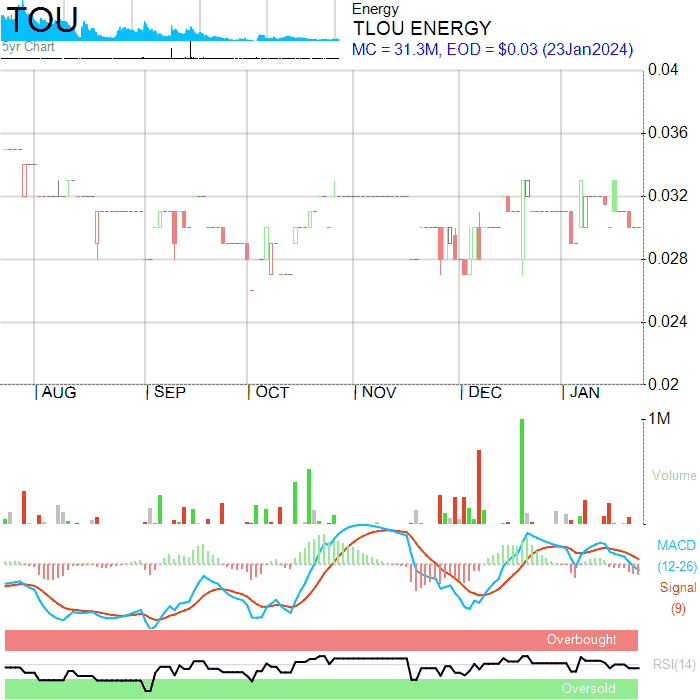 TOU
5yr Chart
Energy
TLOU ENERGY
MC = 31.3M, EOD = $0.03 (23Jan2024)
0.04
0.036
0.032
0.028
0.024
0.02
AUG
SEP
OCT
NOV
DEC
JAN
1M
Volume
MACD
(12-26)
Signal
(9)
Overbought
RSI(14)
Oversold